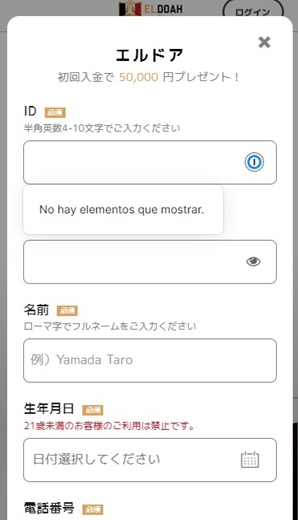 ELDOAH
ログイン
エルドア
初回入金で 50,000 円プレゼント！
ID 必須
半角英数4-10文字でご入力ください
No hay elementos que mostrar.
名前 必須
ローマ字でフルネームをご入力ください
例）Yamada Taro
生年月日 必須
21歳未満のお客様のご利用は禁止です。
日付選択してください
電話番号 必須